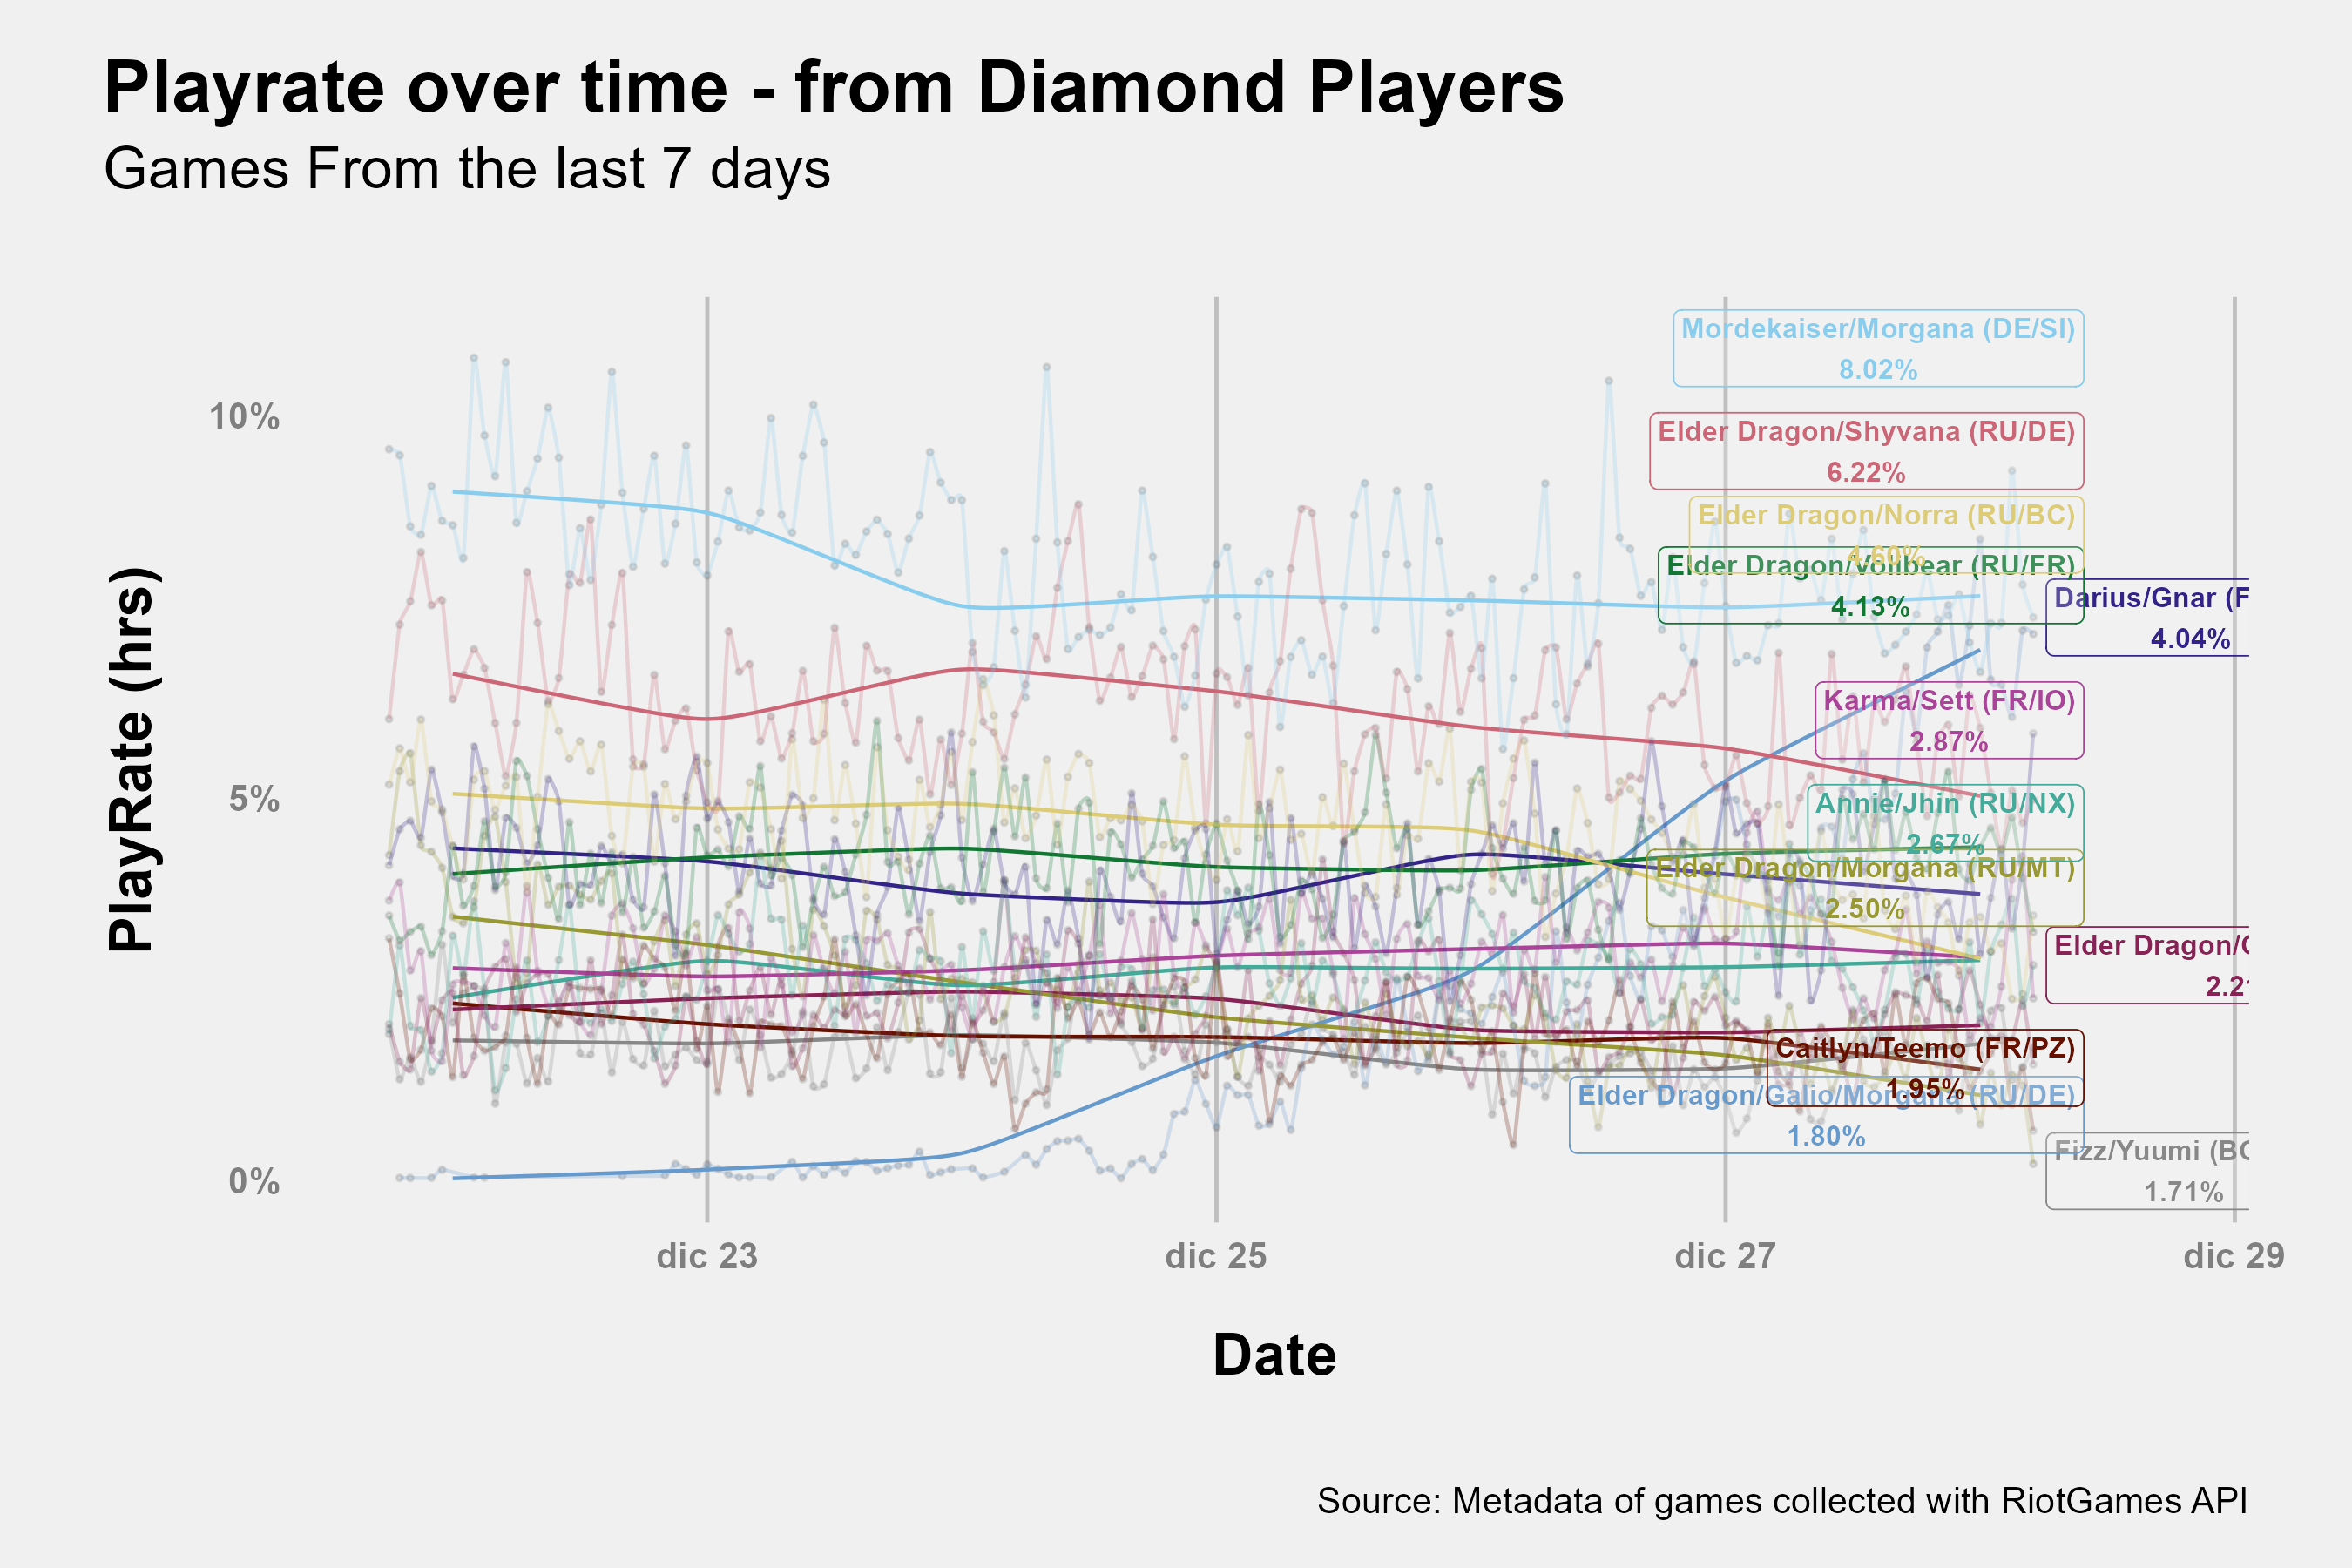 Playrate over time - from Diamond Players
Games From the last 7 days
PlayRate (hrs)
10%
5%
0%
Mordekaiser/Morgana (DE/SI)
8.02%
Elder Dragon/Shyvana (RU/DE)
6.22%
Elder Dragon/Norra (RU/BC)
4.60%
Elder Dragon/Volibear (RU/FR)
4.13%
Darius/Gnar (F
4.04%
Karma/Sett (FR/IO)
2.87%
Annie/Jhin (RU/NX)
2.67%
Elder Dragon/Morgana (RU/MT)
2.50%
Elder Dragon/
2.2
Caitlyn/Teemo (FR/PZ)
1.95%
Elder Dragon/Galio/Morgana (RU/DE)
1.80%
Fizz/Yuumi (BC
1.71%
dic 23
dic 25
dic 27
dic 29
Date
Source: Metadata of games collected with RiotGames API